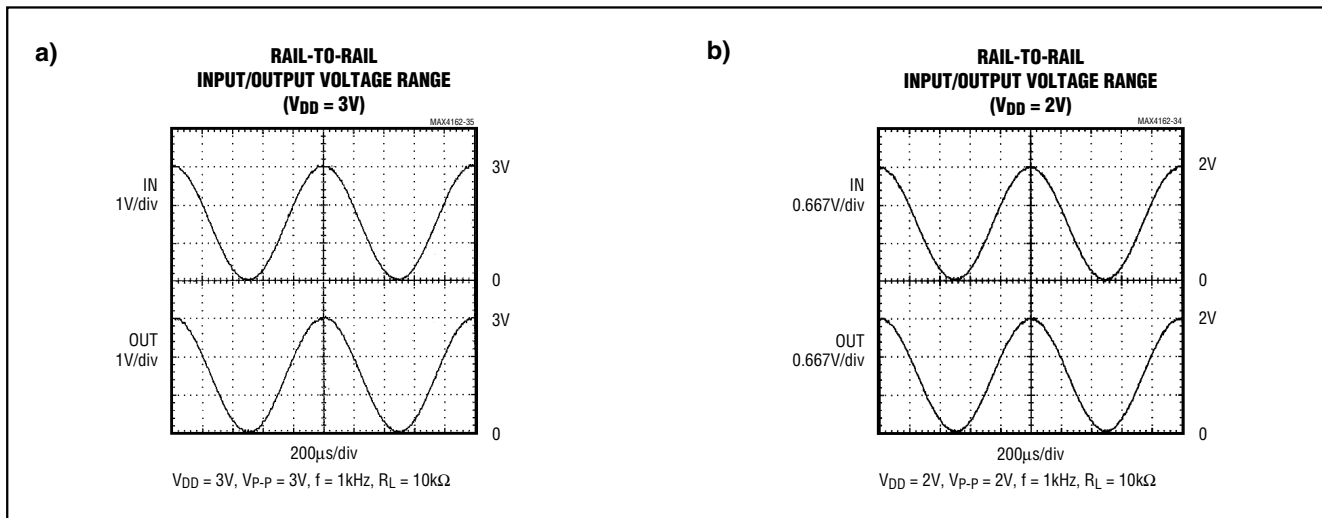 a)
RAIL-TO-RAIL
INPUT/OUTPUT VOLTAGE RANGE
(VDD = 3V)
MAX4162-35
IN
1V/div
3V
0
OUT
1V/div
3V
0
200µs/div
VDD = 3V, VP-P = 3V, f = 1kHz, RL = 10kΩ
b)
RAIL-TO-RAIL
INPUT/OUTPUT VOLTAGE RANGE
(VDD = 2V)
MAX4162-34
IN
0.667V/div
2V
0
OUT
0.667V/div
2V
0
200µs/div
VDD = 2V, VP-P = 2V, f = 1kHz, RL = 10kΩ